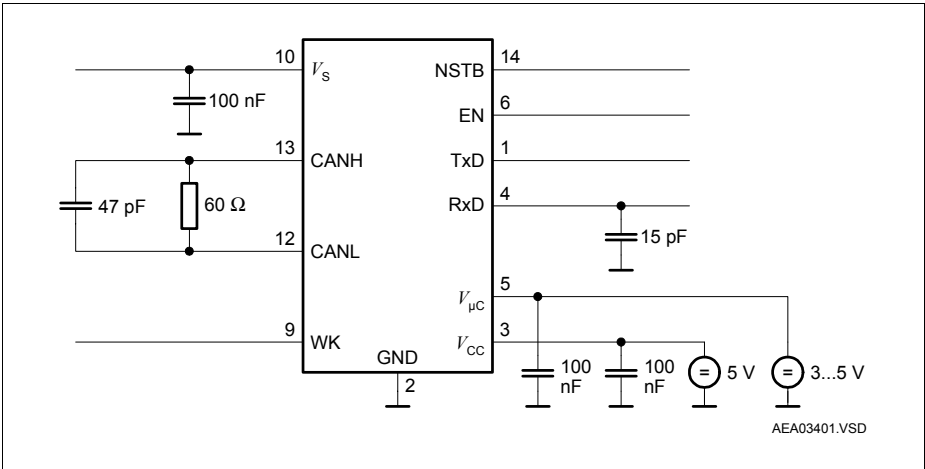 10
V_S
NSTB
14
100 nF
EN
6
13
CANH
TxD
1
47 pF
60 Ω
RxD
4
15 pF
12
CANL
V_µC
5
9
WK
V_CC
3
GND
2
100
nF
100
nF
5 V
3...5 V
AEA03401.VSD